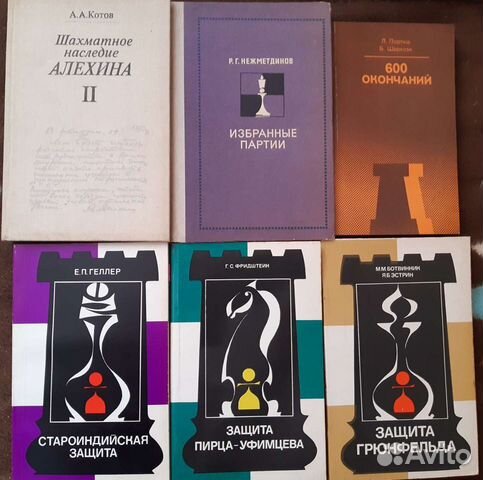 А.А.Котов
Шахматное
наследие
АЛЕХИНА
II
Р.Г.НЕЖМЕТДИНОВ
ИЗБРАННЫЕ
ПАРТИИ
Л. Портиш
Б. Шаркози
600
ОКОНЧАНИЙ
Е.П.ГЕЛЛЕР
СТАРОИНДИЙСКАЯ
ЗАЩИТА
Г.С.ФРИДШТЕЙН
ЗАЩИТА
ПИРЦА-УФИМЦЕВА
М.М.БОТВИННИК
Я.Б.ЭСТРИН
ЗАЩИТА
ГРЮНФЕЛЬДА
Avito